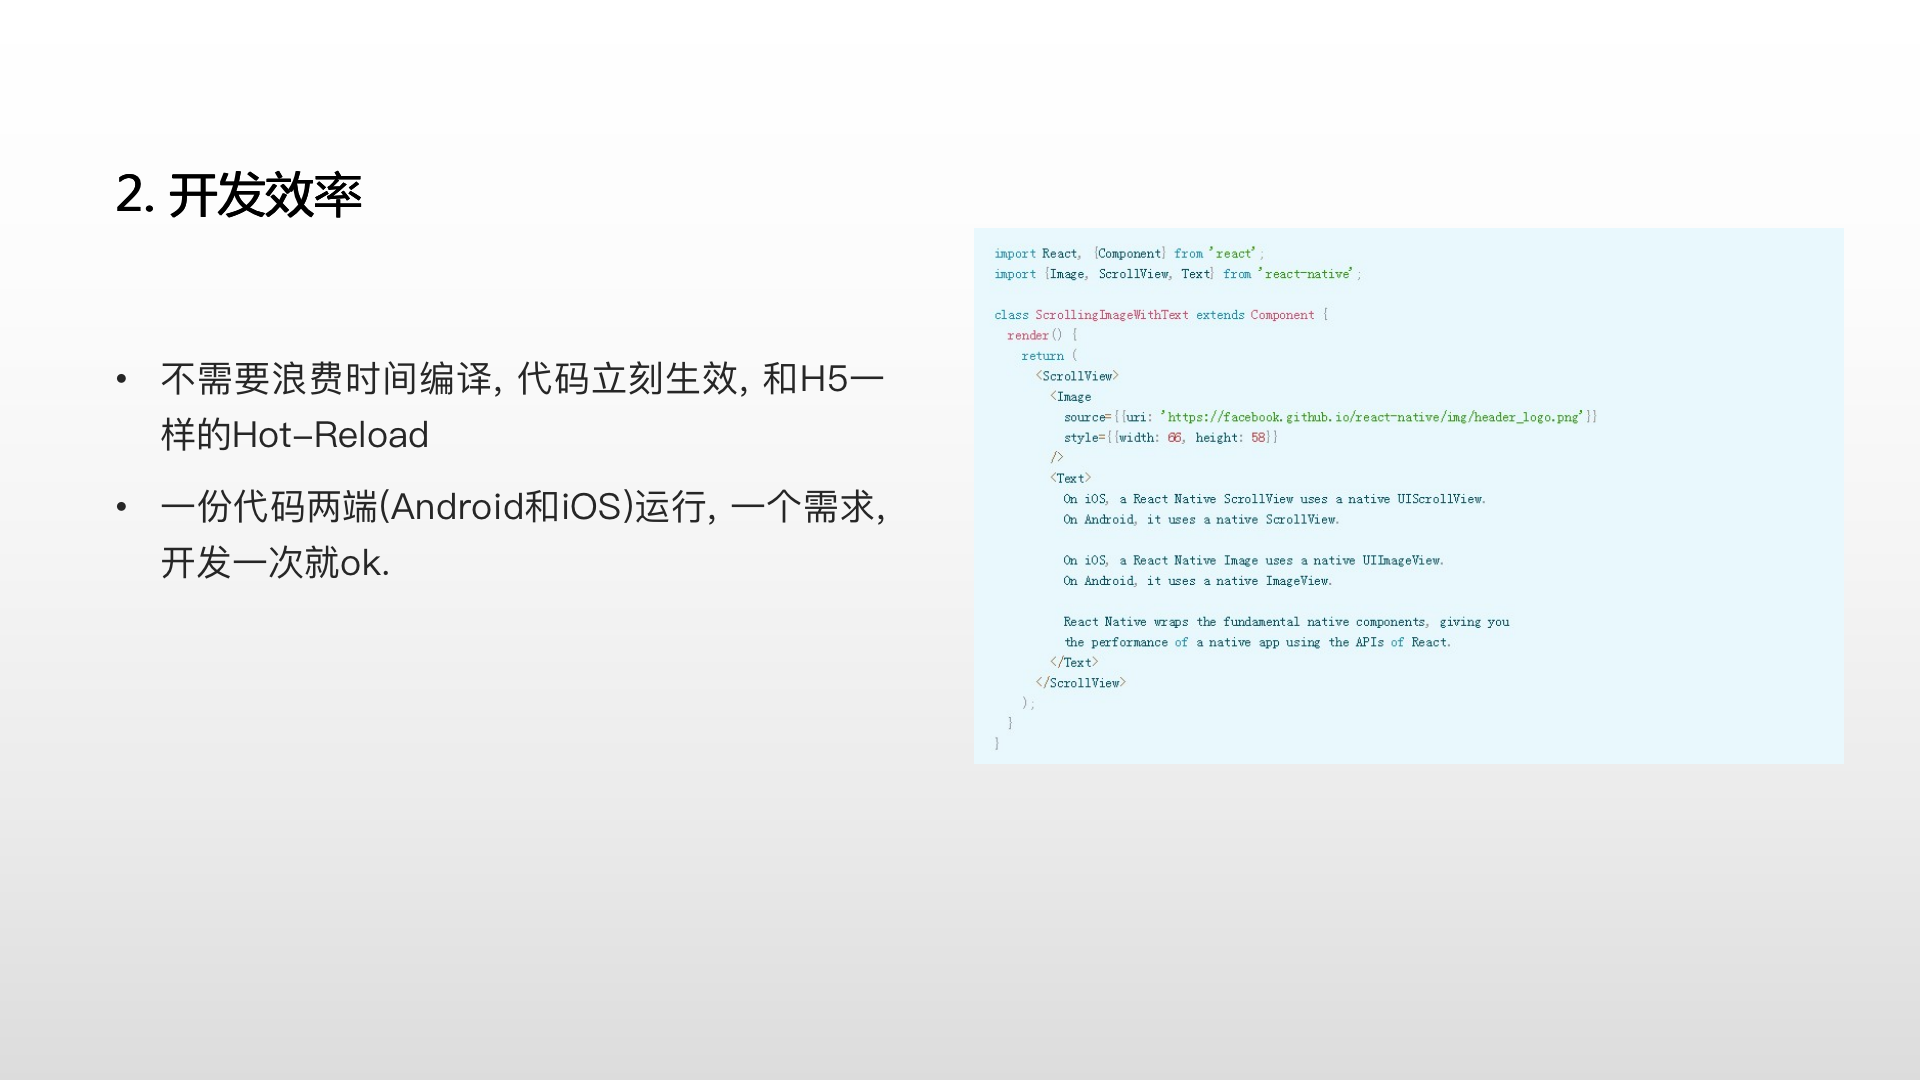 2. 开发效率
• 不需要浪费时间编译, 代码立刻生效, 和H5一
样的Hot-Reload
• 一份代码两端(Android和iOS)运行, 一个需求,
开发一次就ok.
import React, {Component} from 'react';
import {Image, ScrollView, Text} from 'react-native';
class ScrollingImageWithText extends Component {
render() {
return (
<ScrollView>
<Image
source={{uri: 'https://facebook.github.io/react-native/img/header_logo.png'}}
style={{width: 66, height: 58}}
/>
<Text>
On iOS, a React Native ScrollView uses a native UIScrollView.
On Android, it uses a native ScrollView.
On iOS, a React Native Image uses a native UIImageView.
On Android, it uses a native ImageView.
React Native wraps the fundamental native components, giving you
the performance of a native app using the APIs of React.
</Text>
</ScrollView>
);
}
}